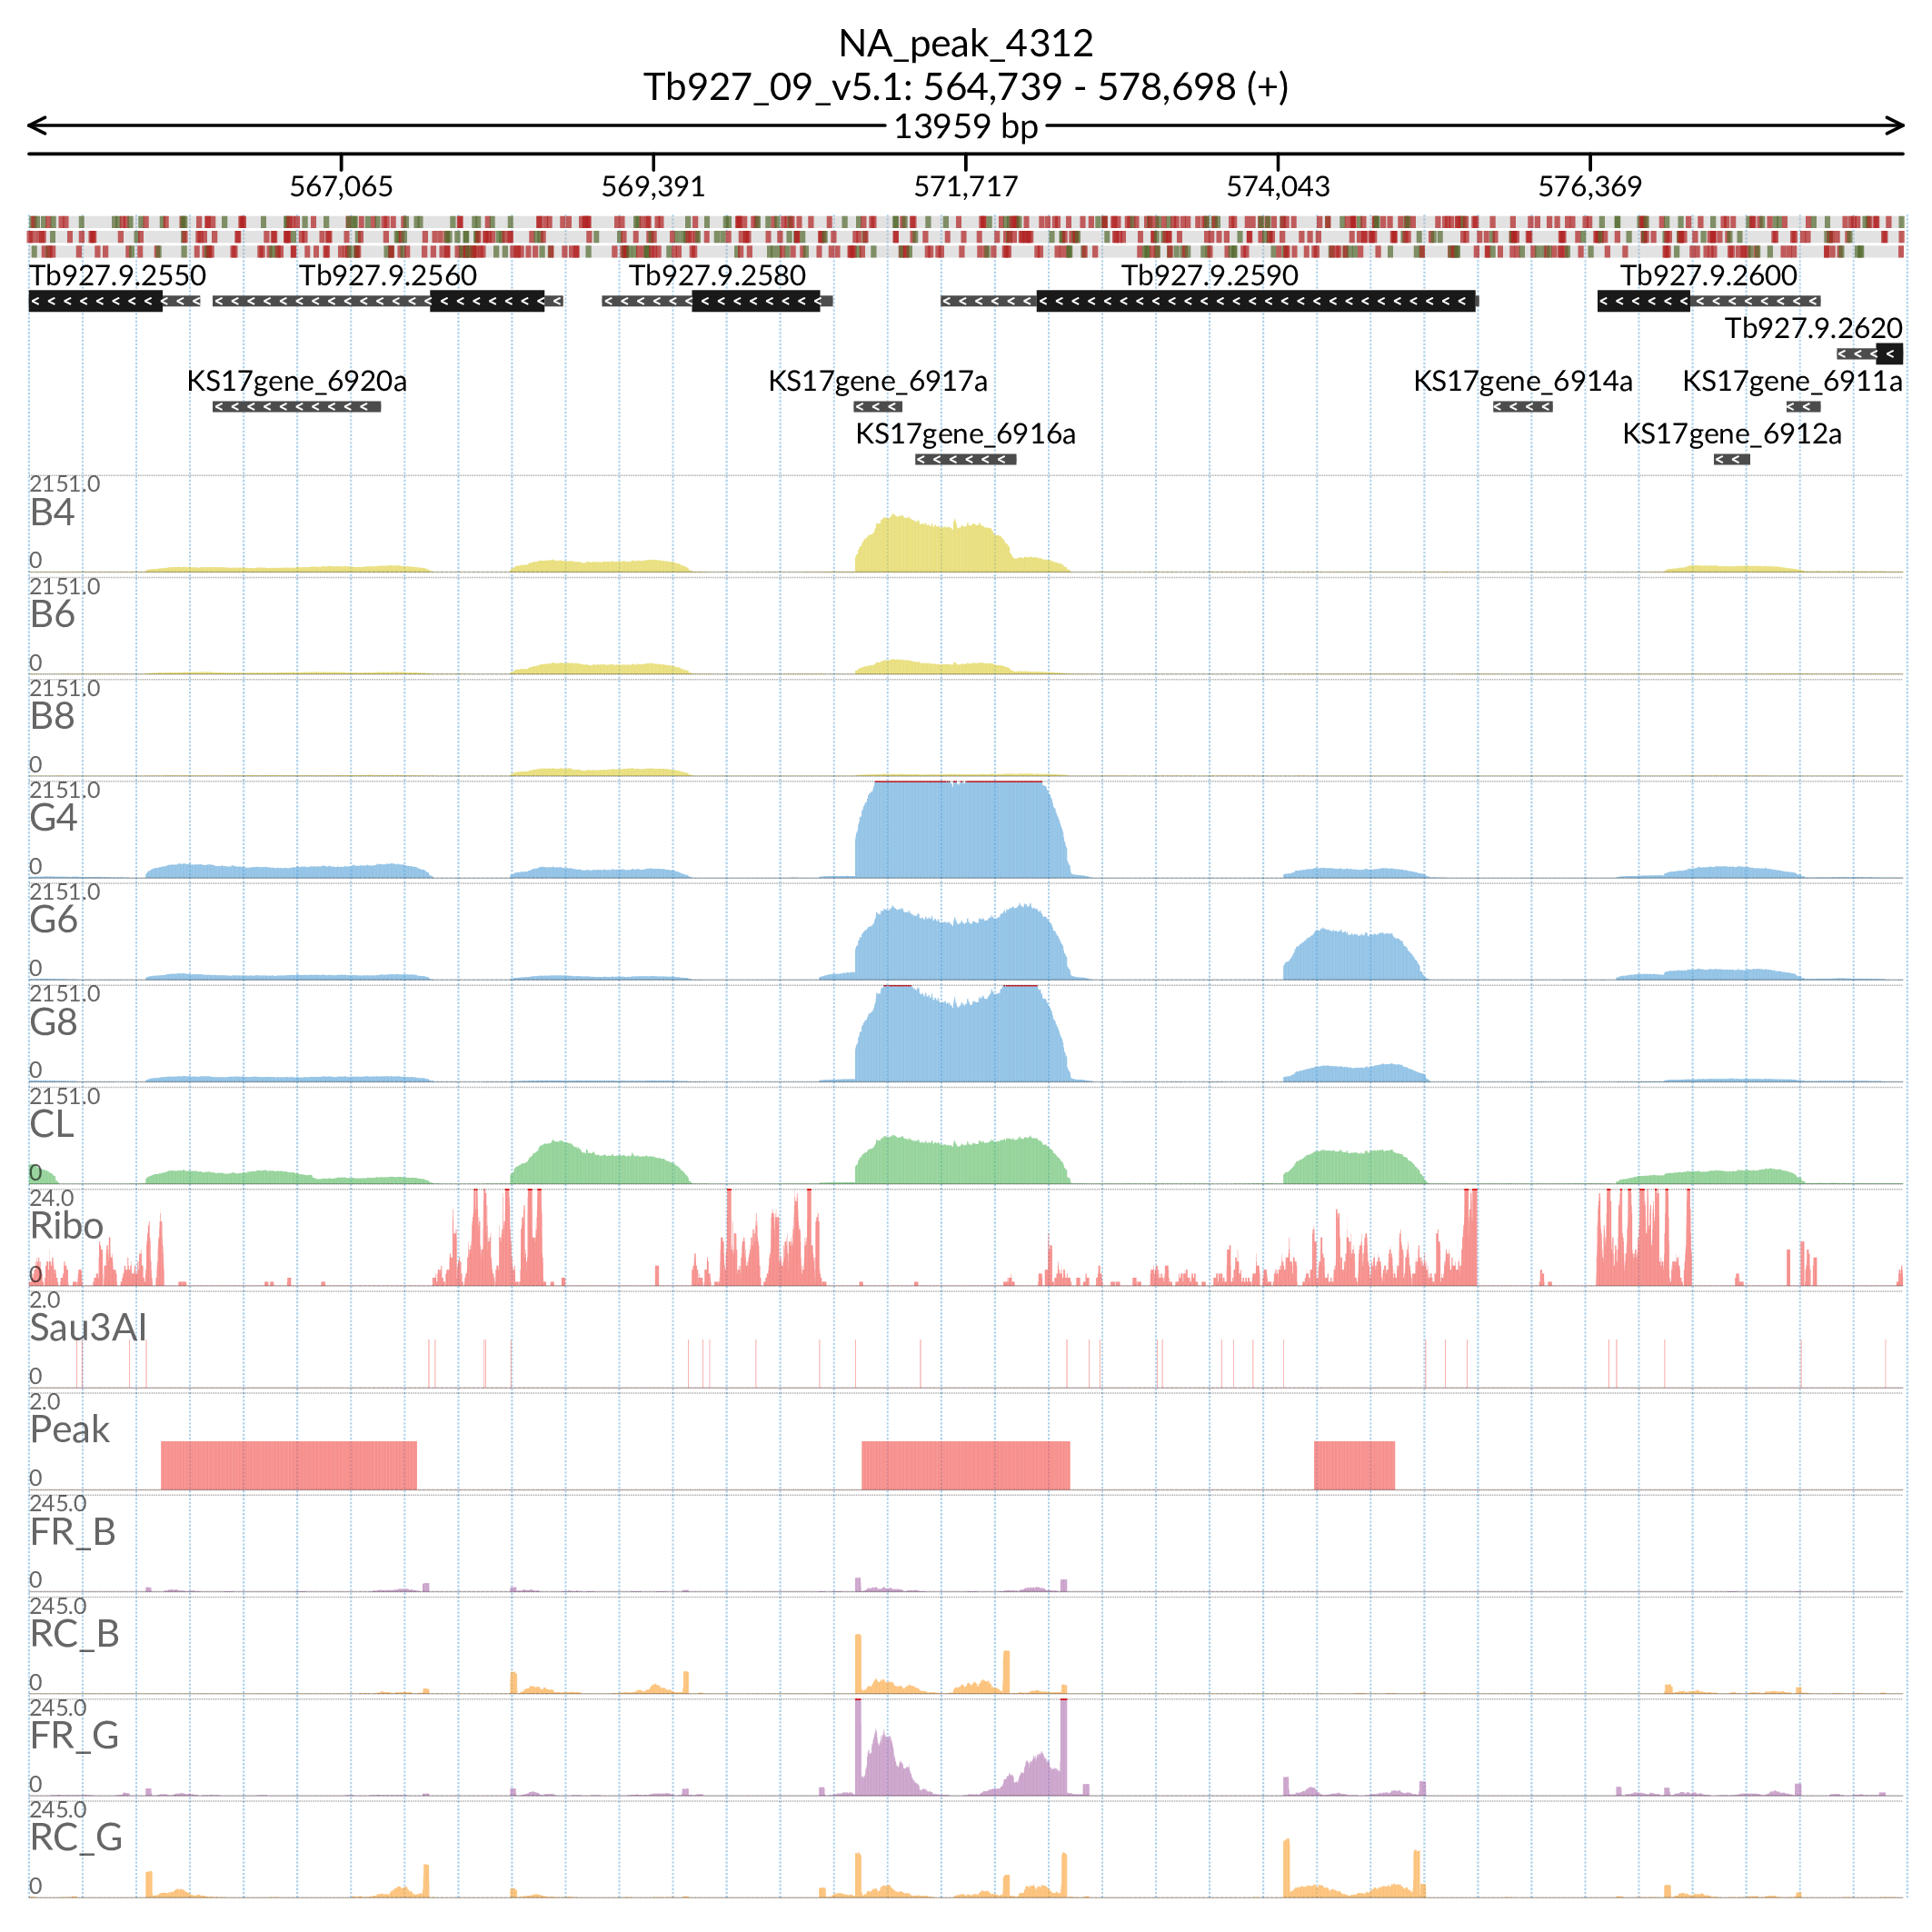 NA_peak_4312
Tb927_09_v5.1: 564,739 - 578,698 (+)
13959 bp
567,065 569,391 571,717 574,043 576,369
Tb927.9.2550 Tb927.9.2560 Tb927.9.2580 Tb927.9.2590 Tb927.9.2600
Tb927.9.2620
KS17gene_6920a KS17gene_6917a KS17gene_6914a KS17gene_6911a
KS17gene_6916a KS17gene_6912a
2151.0
B4
0
2151.0
B6
0
2151.0
B8
0
2151.0
G4
0
2151.0
G6
0
2151.0
G8
0
2151.0
CL
0
24.0
Ribo
0
2.0
Sau3AI
0
2.0
Peak
0
245.0
FR_B
0
245.0
RC_B
0
245.0
FR_G
0
245.0
RC_G
0